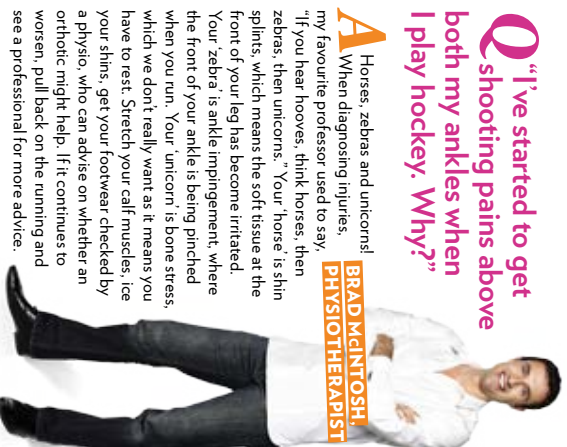 Q “I’ve started to get
shooting pains above
both my ankles when
I play hockey. Why?”
A Horses, zebras and unicorns!
When diagnosing injuries,
my favourite professor used to say,
“If you hear hooves, think horses, then
zebras, then unicorns.” Your ‘horse’ is shin
splints, which means the soft tissue at the
front of your leg has become irritated.
Your ‘zebra’ is ankle impingement, where
the front of your ankle is being pinched
when you run. Your ‘unicorn’ is bone stress,
which we don’t really want as it means you
have to rest. Stretch your calf muscles, ice
your shins, get your footwear checked by
a physio, who can advise on whether an
orthotic might help. If it continues to
worsen, pull back on the running and
see a professional for more advice.
BRAD McINTOSH,
PHYSIOTHERAPIST